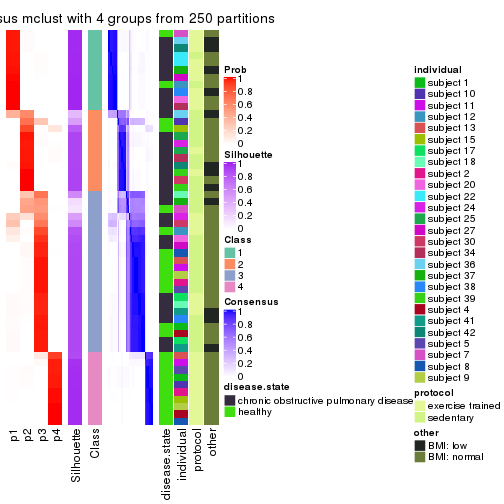 sus mclust with 4 groups from 250 partitions
Prob
1
0.8
0.6
0.4
0.2
0
Silhouette
1
0.8
0.6
0.4
0.2
0
Class
1
2
3
4
Consensus
1
0.8
0.6
0.4
0.2
0
disease.state
chronic obstructive pulmonary disease
healthy
individual
subject 1
subject 10
subject 11
subject 12
subject 13
subject 15
subject 17
subject 18
subject 2
subject 20
subject 22
subject 24
subject 25
subject 27
subject 30
subject 34
subject 36
subject 37
subject 38
subject 39
subject 4
subject 41
subject 42
subject 5
subject 7
subject 8
subject 9
protocol
exercise trained
sedentary
other
BMI: low
BMI: normal
p1
p2
p3
p4
Silhouette
Class
disease.state
individual
protocol
other